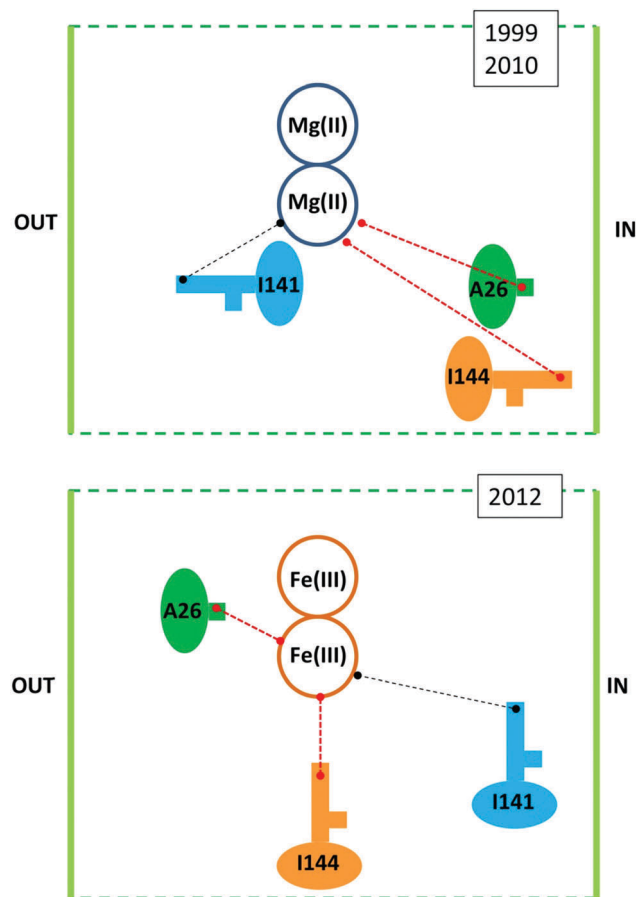 1999
2010
Mg(II)
Mg(II)
OUT
IN
I141
A26
I144
2012
Fe(III)
A26
Fe(III)
OUT
IN
I141
I144